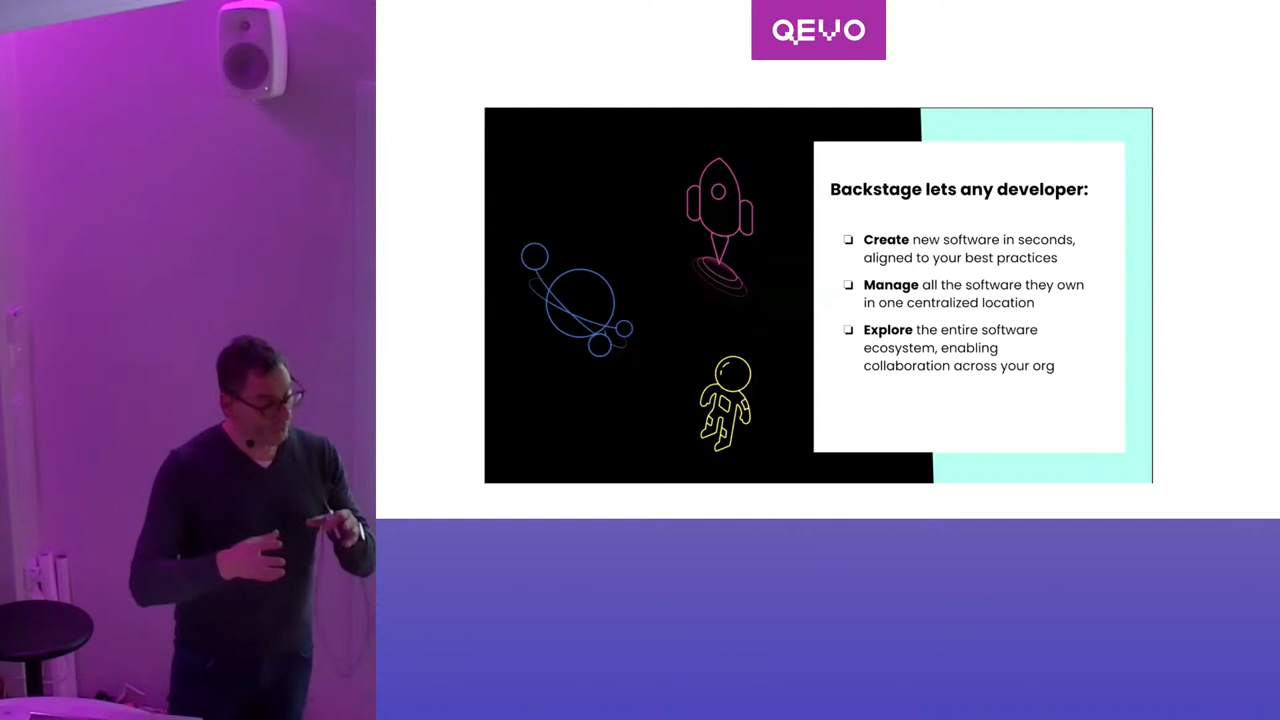 QEVO
Backstage lets any developer:
❏ Create new software in seconds,
aligned to your best practices
❏ Manage all the software they own
in one centralized location
❏ Explore the entire software
ecosystem, enabling
collaboration across your org